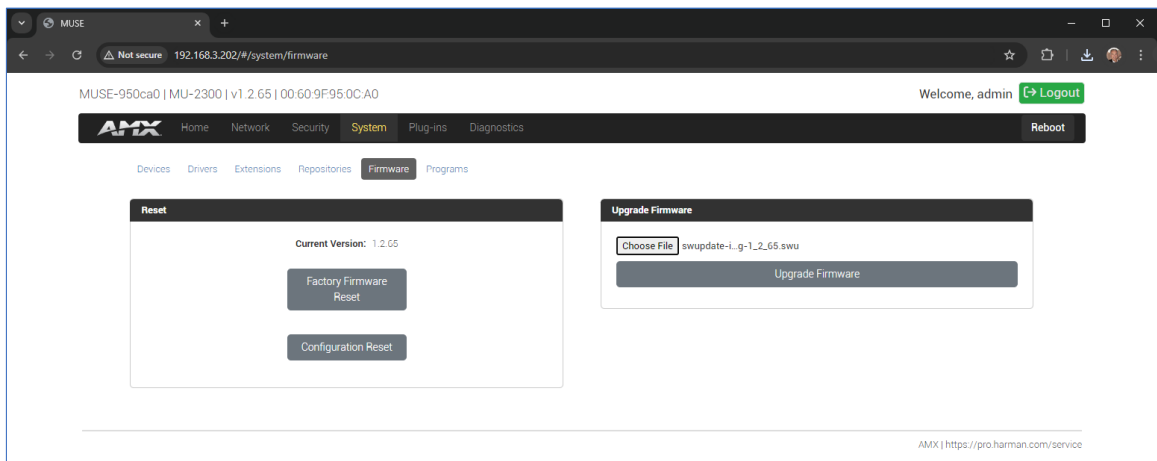 MUSE
Not secure 192.168.3.202/#/system/firmware
MUSE-950ca0 | MU-2300 | v1.2.65 | 00:60:9F:95:0C:A0
Welcome, admin Logout
AMX Home Network Security System Plug-ins Diagnostics Reboot
Devices Drivers Extensions Repositories Firmware Programs
Reset
Current Version: 1.2.65
Factory Firmware
Reset
Configuration Reset
Upgrade Firmware
Choose File swupdate-i...g-1_2_65.swu
Upgrade Firmware
AMX | https://pro.harman.com/service